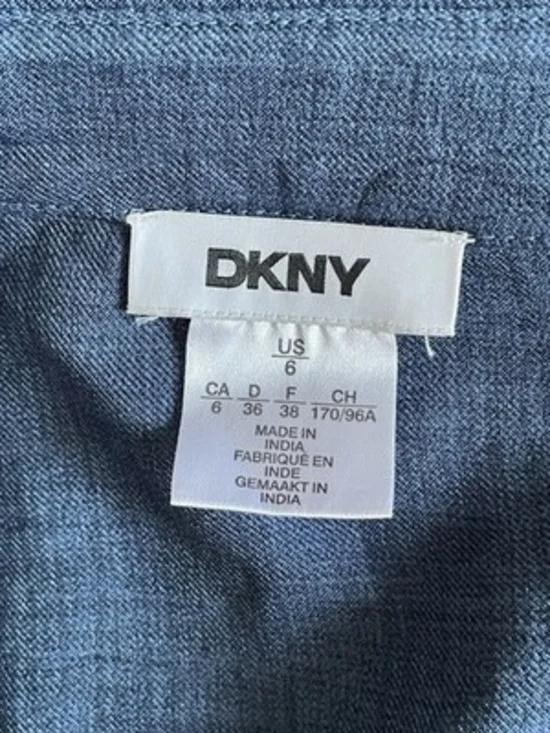 DKNY
US
6
CA D F CH
6 36 38 170/96A
MADE IN
INDIA
FABRIQUÉ EN
INDE
GEMAAKT IN
INDIA